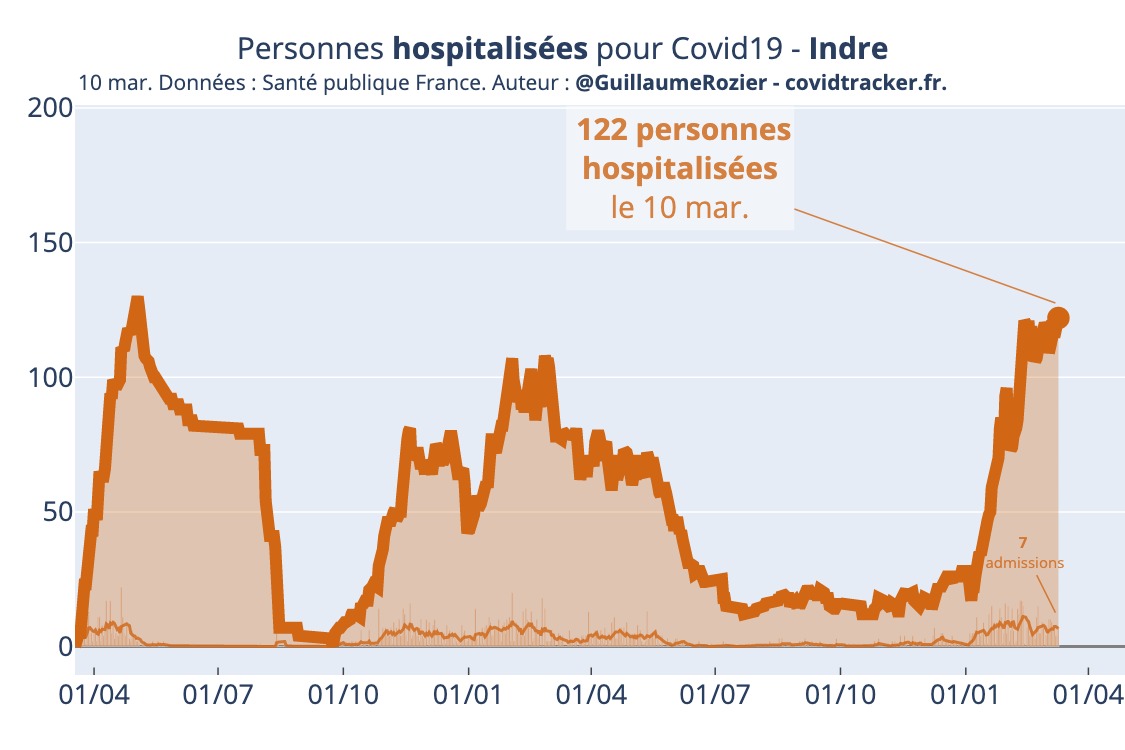 Personnes hospitalisées pour Covid19 - Indre
10 mar. Données : Santé publique France. Auteur : @GuillaumeRozier - covidtracker.fr.
200
122 personnes
hospitalisées
le 10 mar.
150
100
50
7
admissions
0
01/04 01/07 01/10 01/01 01/04 01/07 01/10 01/01 01/04